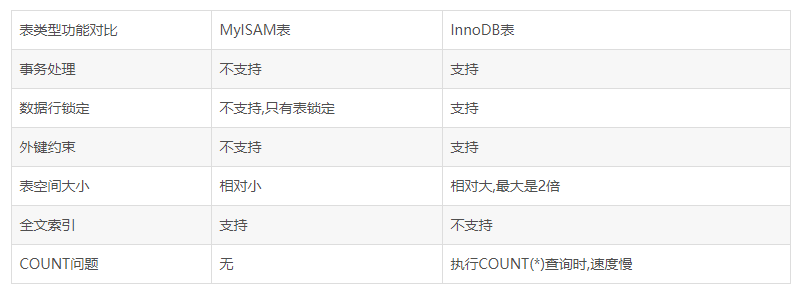 表类型功能对比 MyISAM表 InnoDB表
事务处理 不支持 支持
数据行锁定 不支持,只有表锁定 支持
外键约束 不支持 支持
表空间大小 相对小 相对大,最大是2倍
全文索引 支持 不支持
COUNT问题 无 执行COUNT(*)查询时,速度慢